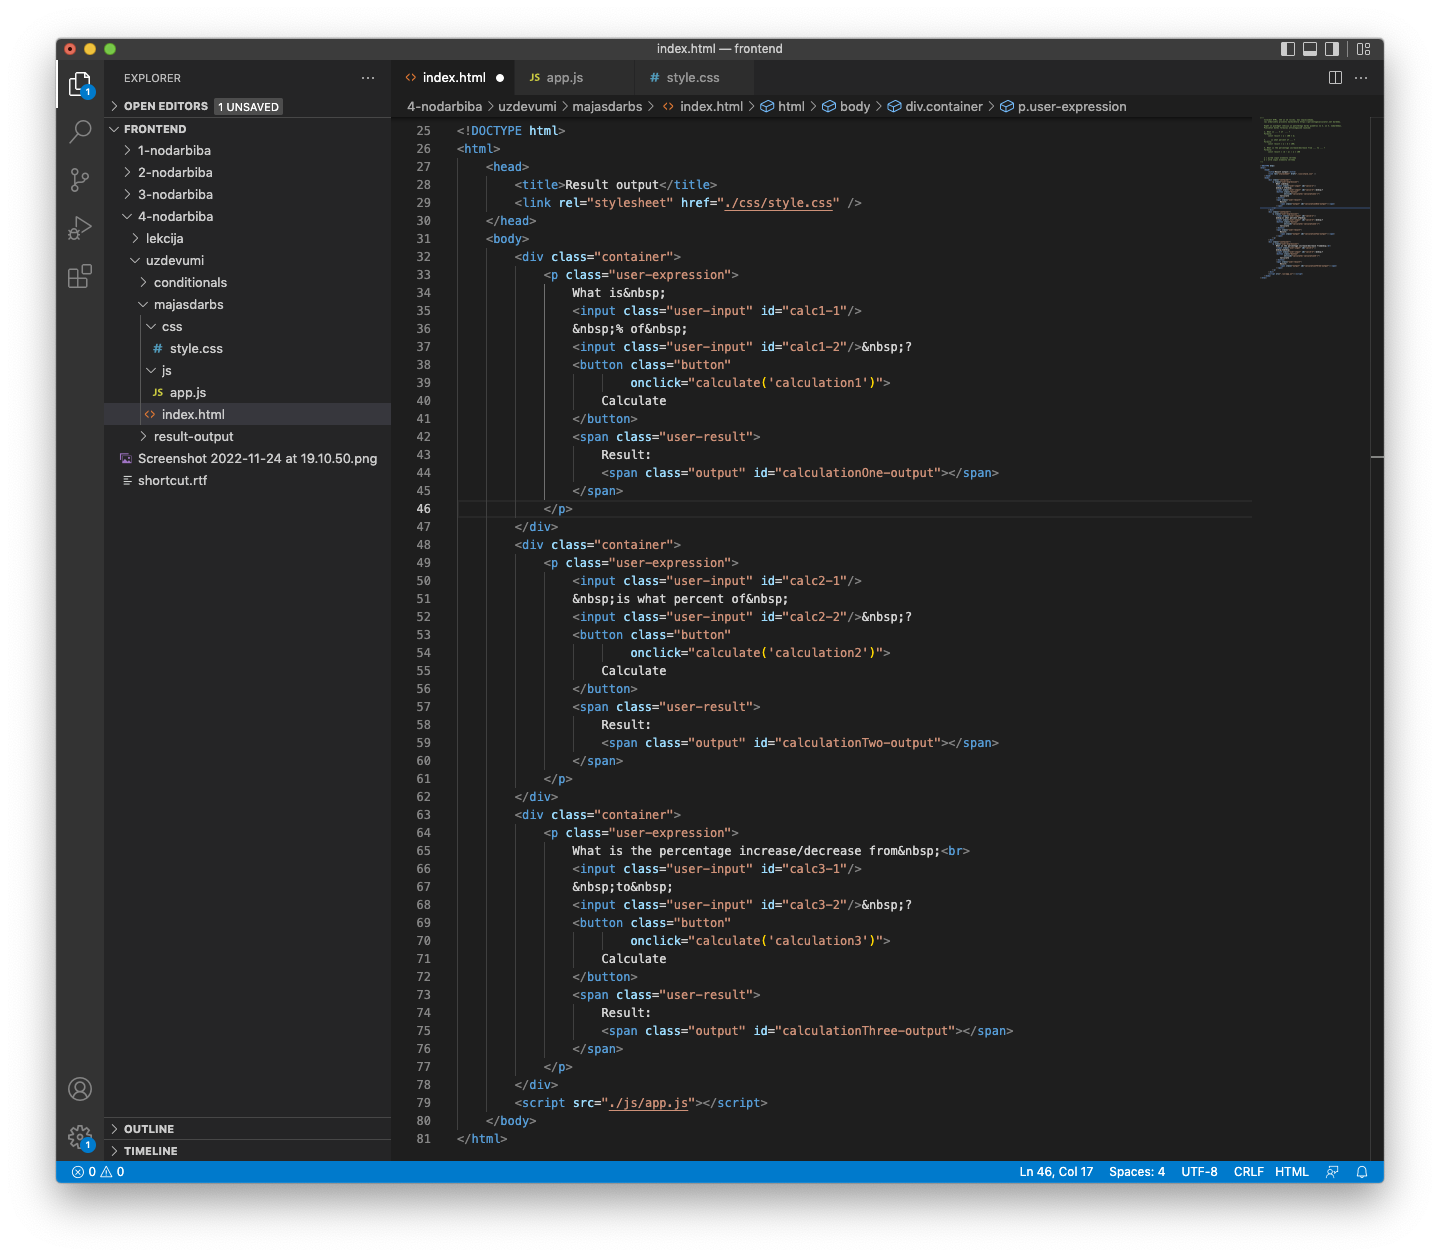 index.html — frontend
EXPLORER
OPEN EDITORS 1 UNSAVED
FRONTEND
1-nodarbiba
2-nodarbiba
3-nodarbiba
4-nodarbiba
lekcija
uzdevumi
conditionals
majasdarbs
css
# style.css
js
JS app.js
<> index.html
result-output
Screenshot 2022-11-24 at 19.10.50.png
shortcut.rtf
OUTLINE
TIMELINE
1
1
<> index.html
JS app.js
# style.css
4-nodarbiba > uzdevumi > majasdarbs > <> index.html > html > body > div.container > p.user-expression
25 <!DOCTYPE html>
26 <html>
27 <head>
28 <title>Result output</title>
29 <link rel="stylesheet" href="./css/style.css" />
30 </head>
31 <body>
32 <div class="container">
33 <p class="user-expression">
34 What is&nbsp;
35 <input class="user-input" id="calc1-1"/>
36 &nbsp;% of&nbsp;
37 <input class="user-input" id="calc1-2"/>&nbsp;?
38 <button class="button"
39 onclick="calculate('calculation1')">
40 Calculate
41 </button>
42 <span class="user-result">
43 Result:
44 <span class="output" id="calculationOne-output"></span>
45 </span>
46 </p>
47 </div>
48 <div class="container">
49 <p class="user-expression">
50 <input class="user-input" id="calc2-1"/>
51 &nbsp;is what percent of&nbsp;
52 <input class="user-input" id="calc2-2"/>&nbsp;?
53 <button class="button"
54 onclick="calculate('calculation2')">
55 Calculate
56 </button>
57 <span class="user-result">
58 Result:
59 <span class="output" id="calculationTwo-output"></span>
60 </span>
61 </p>
62 </div>
63 <div class="container">
64 <p class="user-expression">
65 What is the percentage increase/decrease from&nbsp;<br>
66 <input class="user-input" id="calc3-1"/>
67 &nbsp;to&nbsp;
68 <input class="user-input" id="calc3-2"/>&nbsp;?
69 <button class="button"
70 onclick="calculate('calculation3')">
71 Calculate
72 </button>
73 <span class="user-result">
74 Result:
75 <span class="output" id="calculationThree-output"></span>
76 </span>
77 </p>
78 </div>
79 <script src="./js/app.js"></script>
80 </body>
81 </html>
0 0
Ln 46, Col 17 Spaces: 4 UTF-8 CRLF HTML